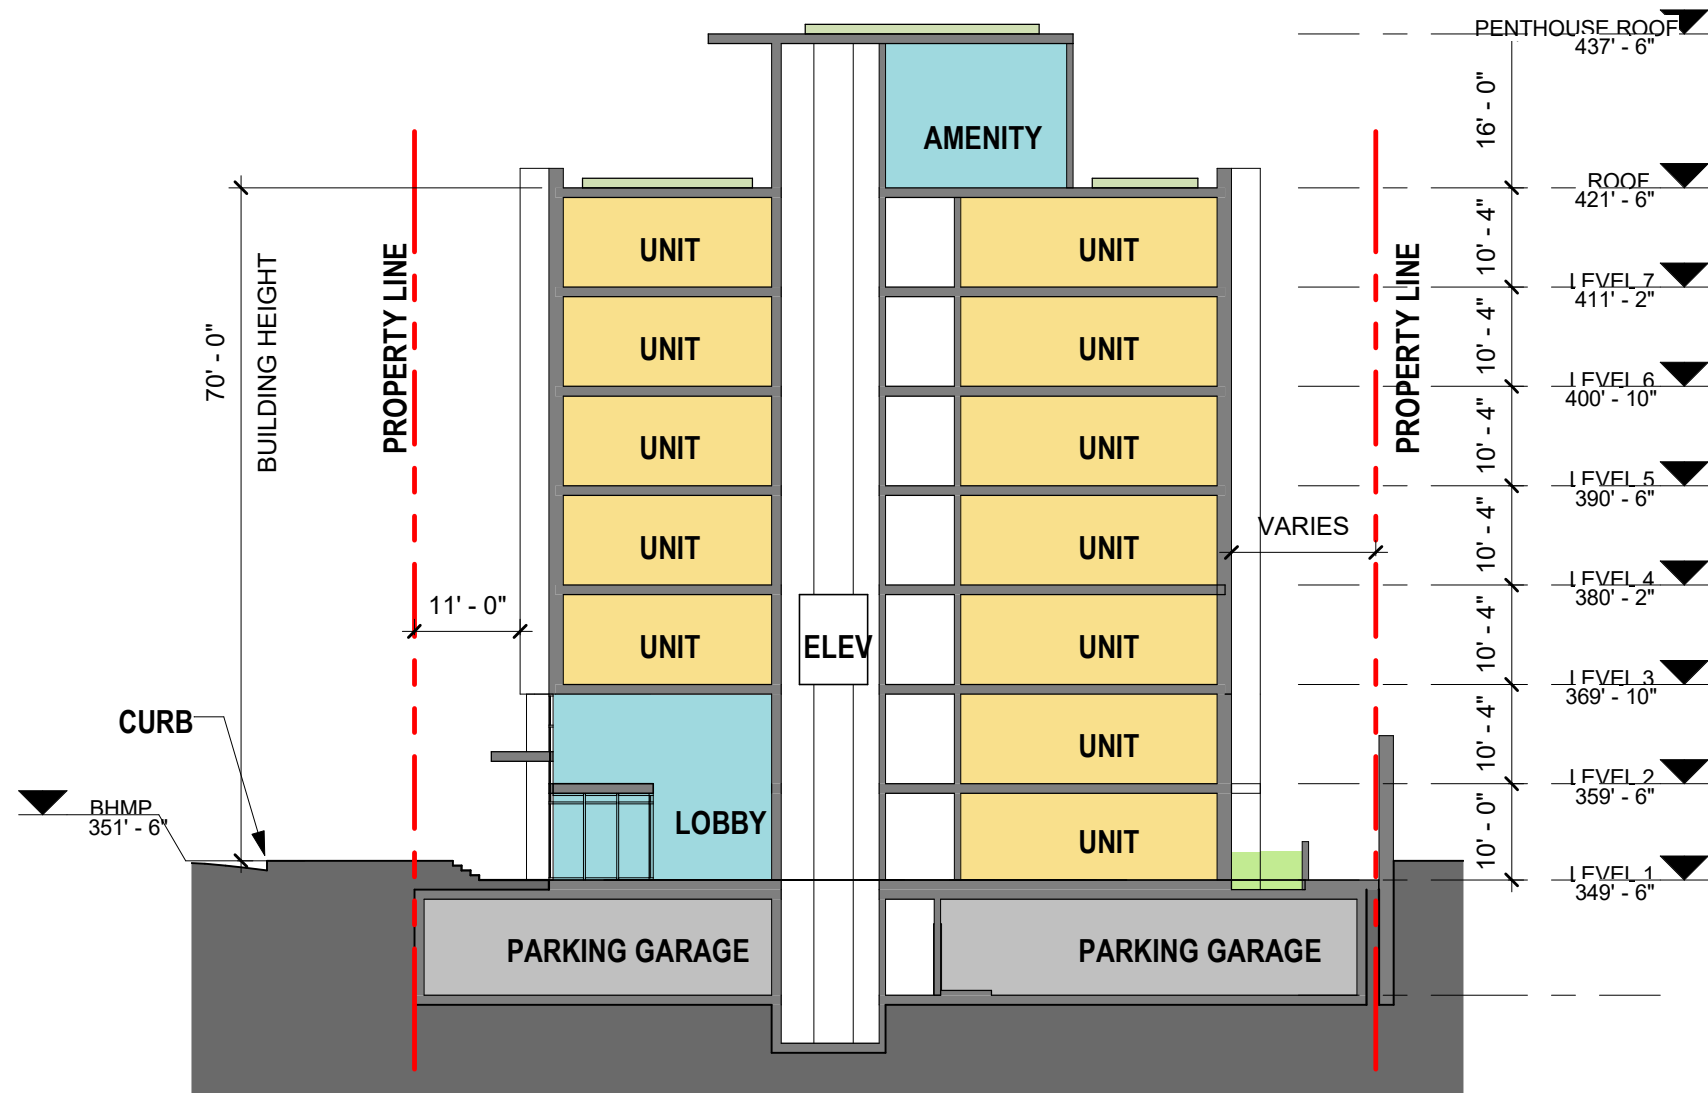 PENTHOUSE ROOF
437' - 6"
16' - 0"
AMENITY
ROOF
421' - 6"
10' - 4"
UNIT
UNIT
LEVEL 7
411' - 2"
70' - 0"
BUILDING HEIGHT
PROPERTY LINE
PROPERTY LINE
10' - 4"
UNIT
UNIT
LEVEL 6
400' - 10"
10' - 4"
UNIT
UNIT
LEVEL 5
390' - 6"
VARIES
10' - 4"
UNIT
UNIT
LEVEL 4
380' - 2"
11' - 0"
10' - 4"
UNIT
ELEV
UNIT
LEVEL 3
369' - 10"
CURB
10' - 4"
UNIT
LEVEL 2
359' - 6"
BHMP
351' - 6"
LOBBY
10' - 0"
UNIT
LEVEL 1
349' - 6"
PARKING GARAGE
PARKING GARAGE